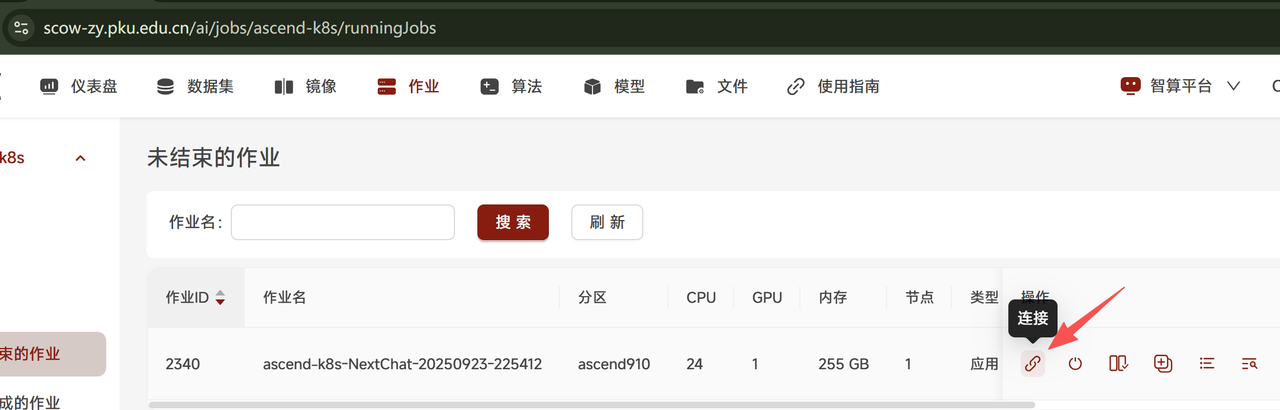 scow-zy.pku.edu.cn/ai/jobs/ascend-k8s/runningJobs
仪表盘 数据集 镜像 作业 算法 模型 文件 使用指南 智算平台
k8s
未结束的作业
作业名: 搜 索 刷 新
作业ID 作业名 分区 CPU GPU 内存 节点 类型 操作
连接
束的作业
2340 ascend-k8s-NextChat-20250923-225412 ascend910 24 1 255 GB 1 应用
成的作业